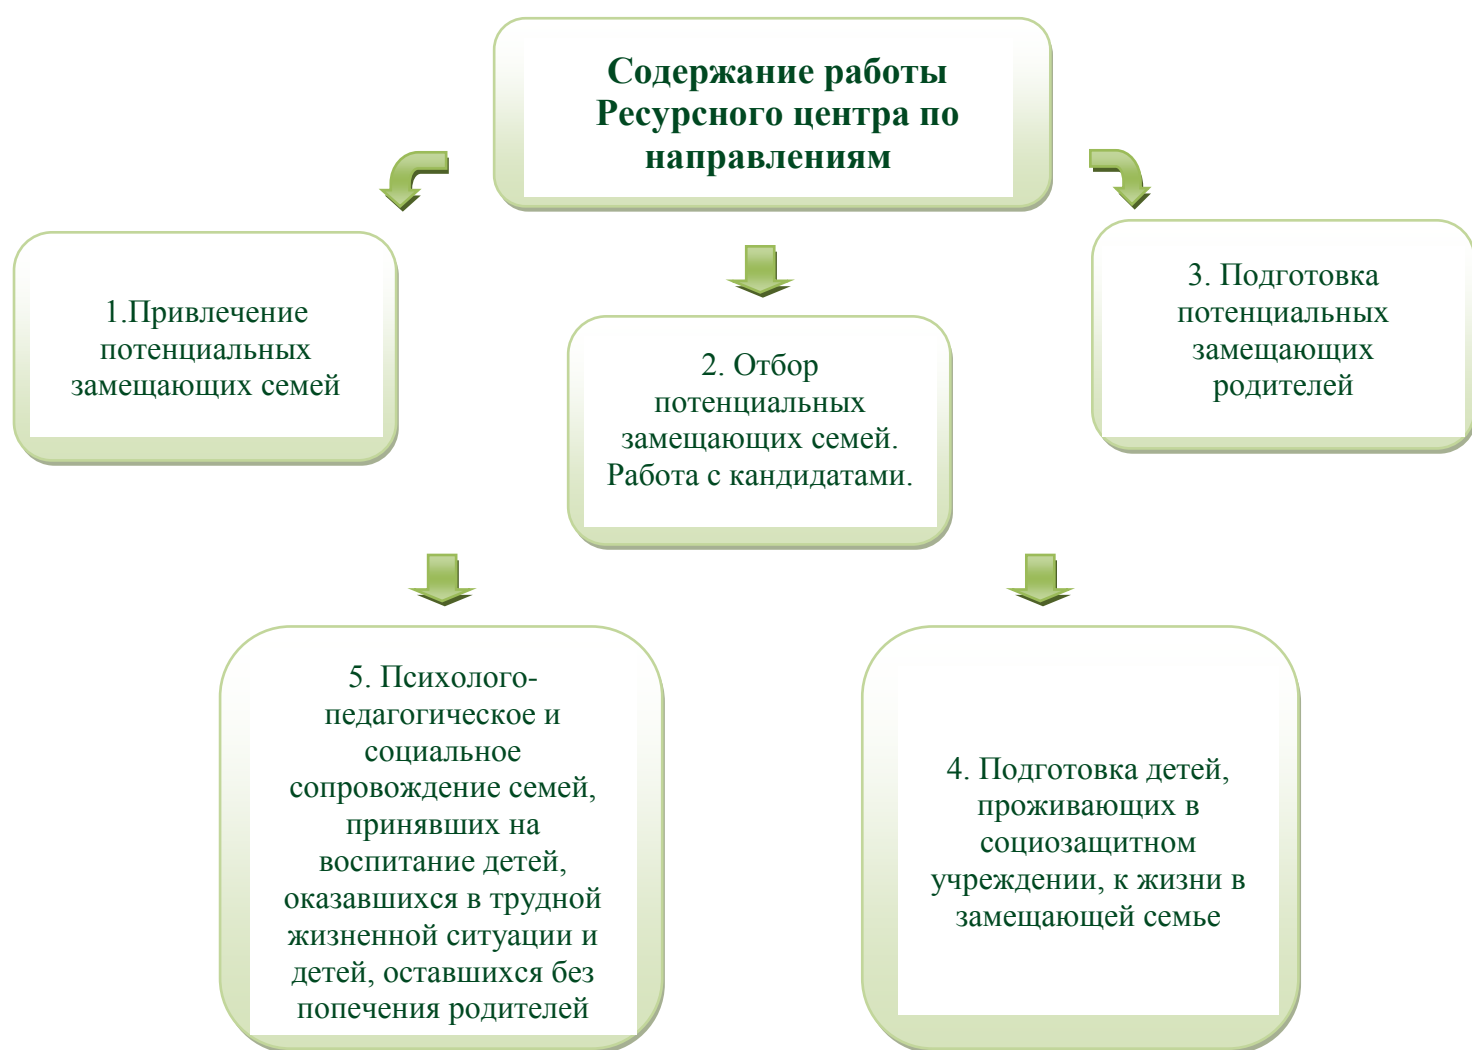 Содержание работы
Ресурсного центра по
направлениям
1.Привлечение
потенциальных
замещающих семей
2. Отбор
потенциальных
замещающих семей.
Работа с кандидатами.
3. Подготовка
потенциальных
замещающих
родителей
5. Психолого-
педагогическое и
социальное
сопровождение семей,
принявших на
воспитание детей,
оказавшихся в трудной
жизненной ситуации и
детей, оставшихся без
попечения родителей
4. Подготовка детей,
проживающих в
социозащитном
учреждении, к жизни в
замещающей семье